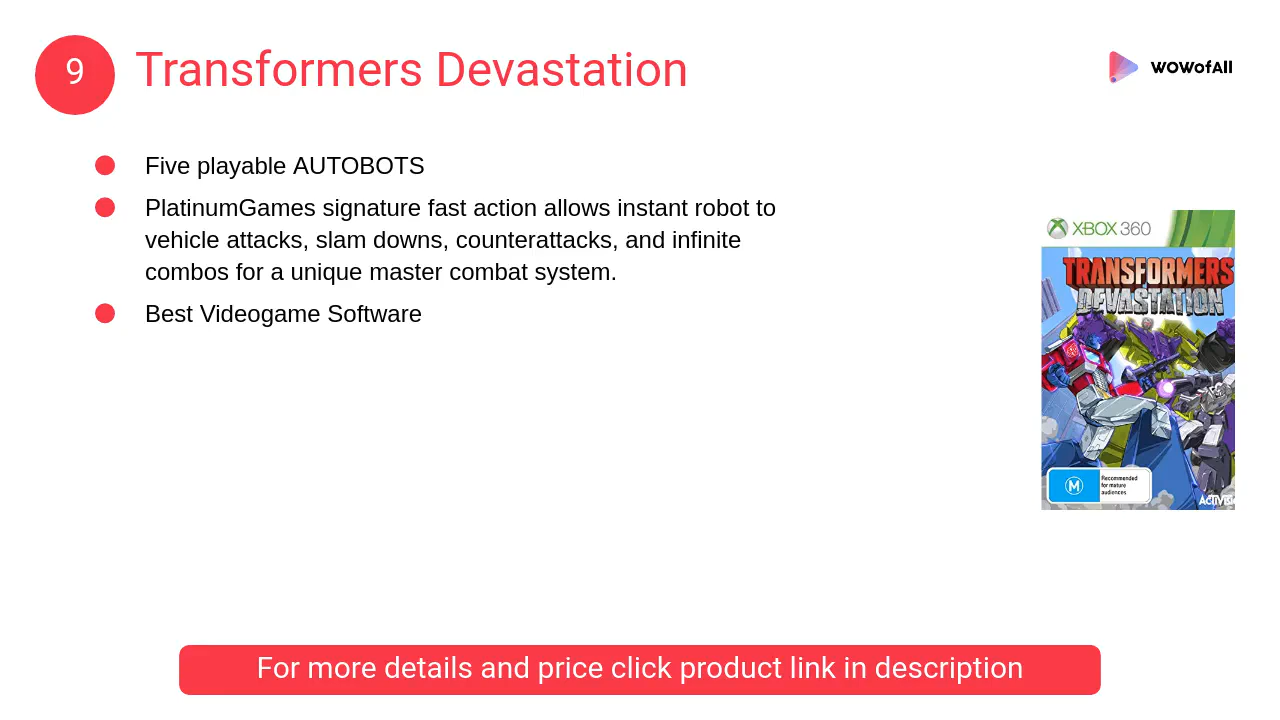 9
Transformers Devastation
WOWofAll
Five playable AUTOBOTS
PlatinumGames signature fast action allows instant robot to
vehicle attacks, slam downs, counterattacks, and infinite
combos for a unique master combat system.
Best Videogame Software
XBOX 360
TRANSFORMERS
DEVASTATION
M
Recommended
for mature
audiences
ACTIVISI
For more details and price click product link in description